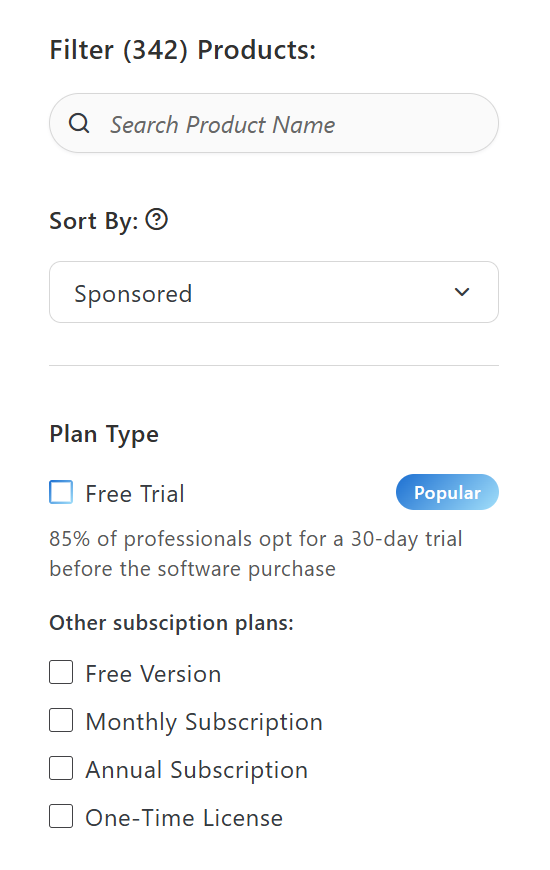 Filter (342) Products:
Search Product Name
Sort By:
Sponsored
Plan Type
Free Trial
Popular
85% of professionals opt for a 30-day trial
before the software purchase
Other subsciption plans:
Free Version
Monthly Subscription
Annual Subscription
One-Time License